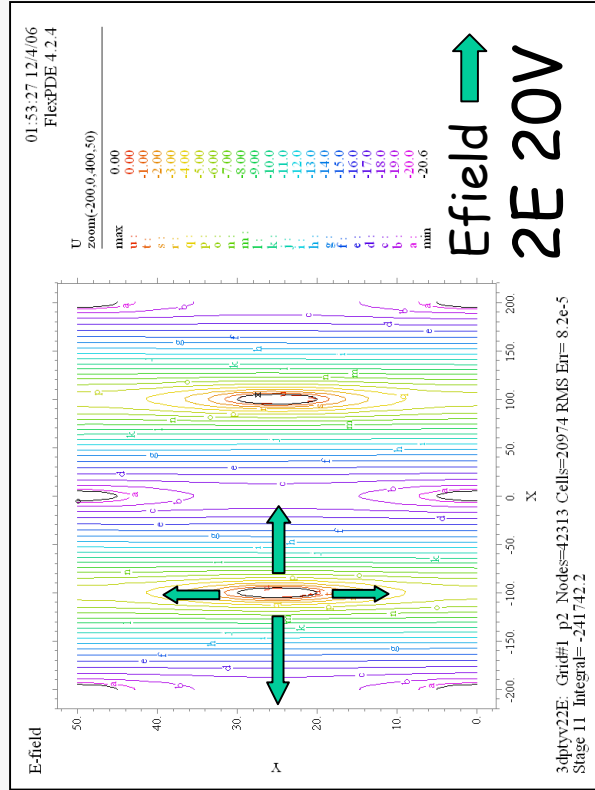 E-field
01:53:27 12/4/06
FlexPDE 4.2.4
U
zoom(-200,0,400,50)
max 0.00
u : 0.00
t : -1.00
s : -2.00
r : -3.00
q : -4.00
p : -5.00
o : -6.00
n : -7.00
m : -8.00
l : -9.00
k : -10.0
j : -11.0
i : -12.0
h : -13.0
g : -14.0
f : -15.0
e : -16.0
d : -17.0
c : -18.0
b : -19.0
a : -20.0
min -20.6
Y
50.
40.
30.
20.
10.
0.
-200. -150. -100. -50. 0. 50. 100. 150. 200.
X
Efield
2E 20V
3dptyv22E: Grid#1 p2 Nodes=42313 Cells=20974 RMS Err= 8.2e-5
Stage 11 Integral= -241742.2